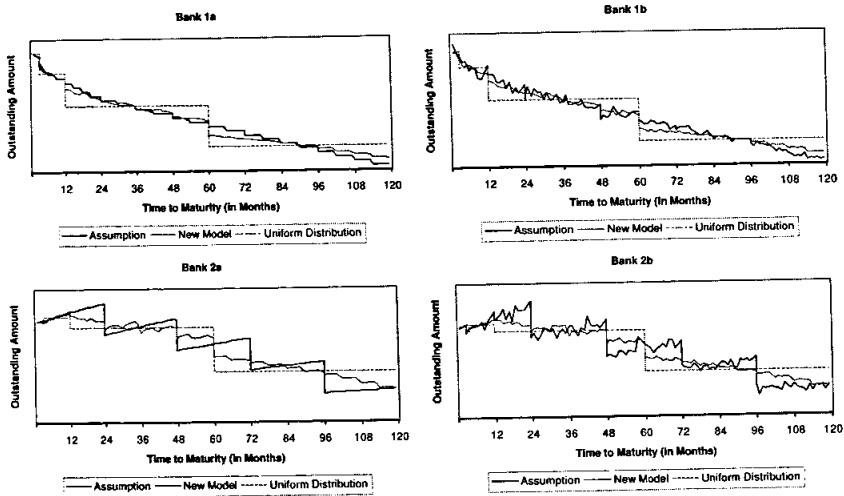 Bank 1a
Outstanding Amount
12 24 36 48 60 72 84 96 108 120
Time to Maturity (in Months)
Assumption New Model Uniform Distribution
Bank 1b
Outstanding Amount
12 24 36 48 60 72 84 96 108 120
Time to Maturity (in Months)
Assumption New Model Uniform Distribution
Bank 2a
Outstanding Amount
12 24 36 48 60 72 84 96 108 120
Time to Maturity (in Months)
Assumption New Model Uniform Distribution
Bank 2b
Outstanding Amount
12 24 36 48 60 72 84 96 108 120
Time to Maturity (in Months)
Assumption New Model Uniform Distribution